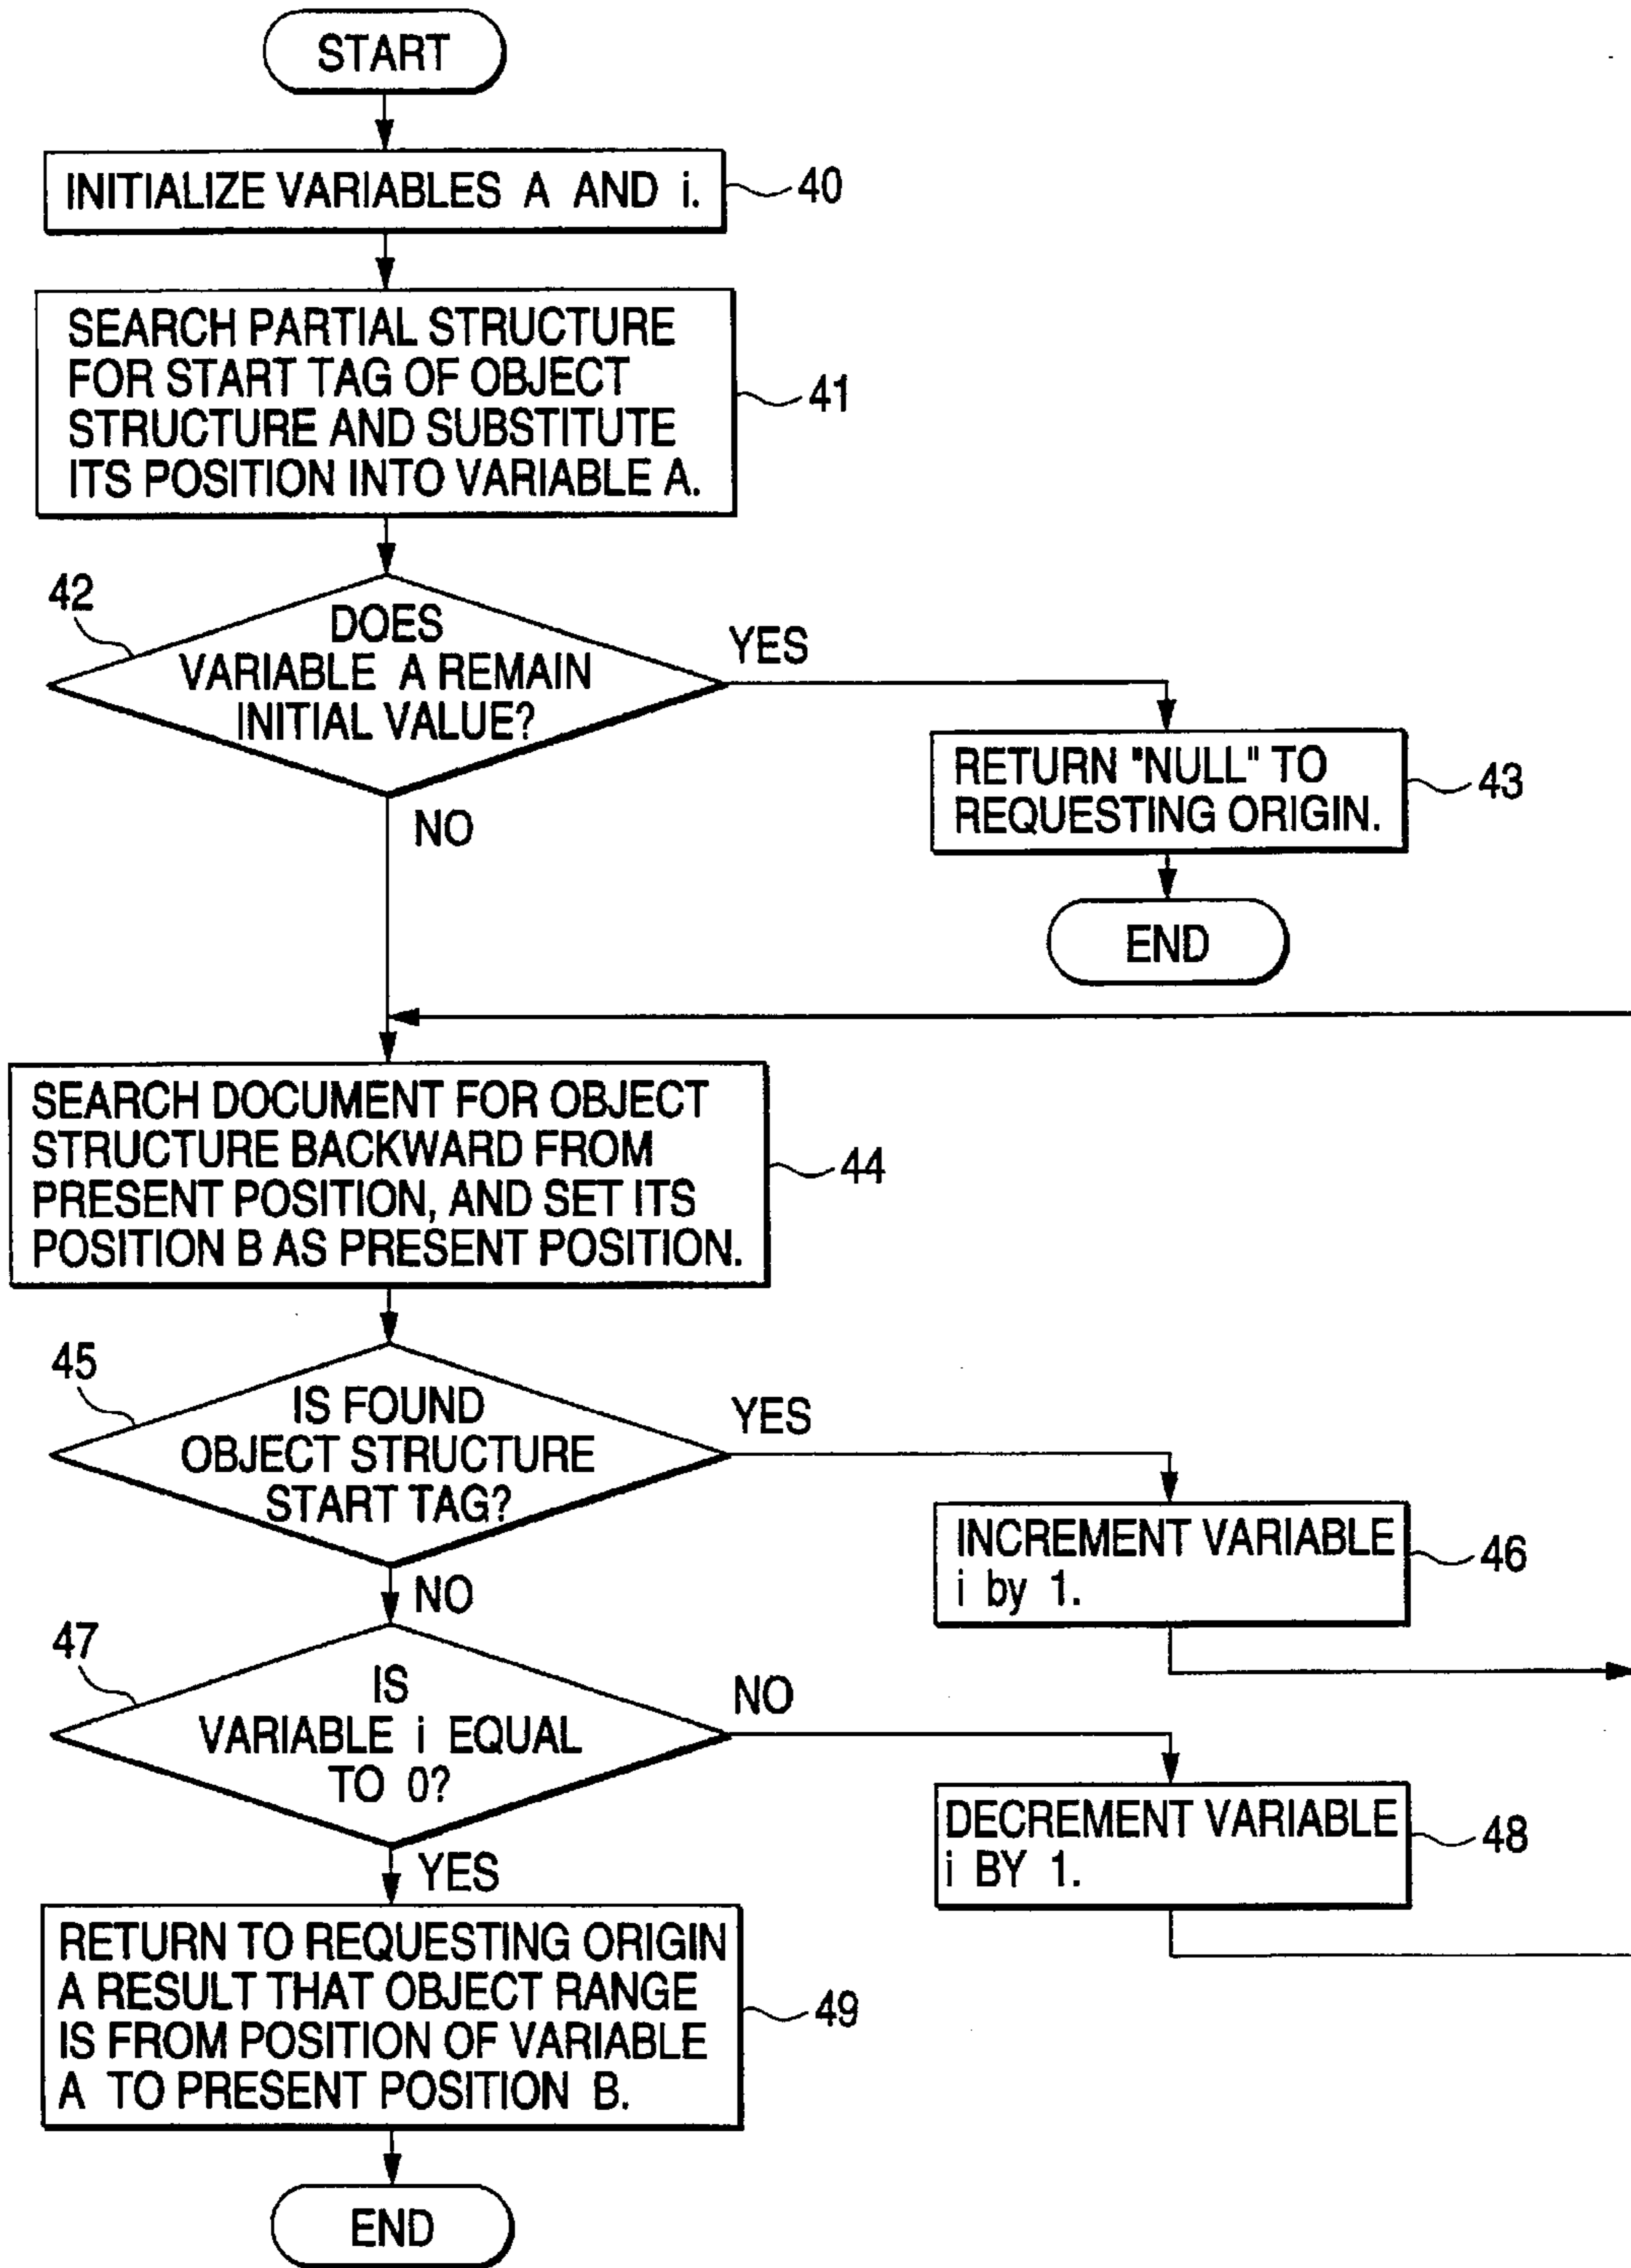 START
INITIALIZE VARIABLES A AND i.
40
SEARCH PARTIAL STRUCTURE
FOR START TAG OF OBJECT
STRUCTURE AND SUBSTITUTE
ITS POSITION INTO VARIABLE A.
41
42
DOES
VARIABLE A REMAIN
INITIAL VALUE?
YES
NO
RETURN "NULL" TO
REQUESTING ORIGIN.
43
END
SEARCH DOCUMENT FOR OBJECT
STRUCTURE BACKWARD FROM
PRESENT POSITION, AND SET ITS
POSITION B AS PRESENT POSITION.
44
45
IS FOUND
OBJECT STRUCTURE
START TAG?
YES
NO
INCREMENT VARIABLE
i by 1.
46
47
IS
VARIABLE i EQUAL
TO 0?
NO
YES
DECREMENT VARIABLE
i BY 1.
48
RETURN TO REQUESTING ORIGIN
A RESULT THAT OBJECT RANGE
IS FROM POSITION OF VARIABLE
A TO PRESENT POSITION B.
49
END